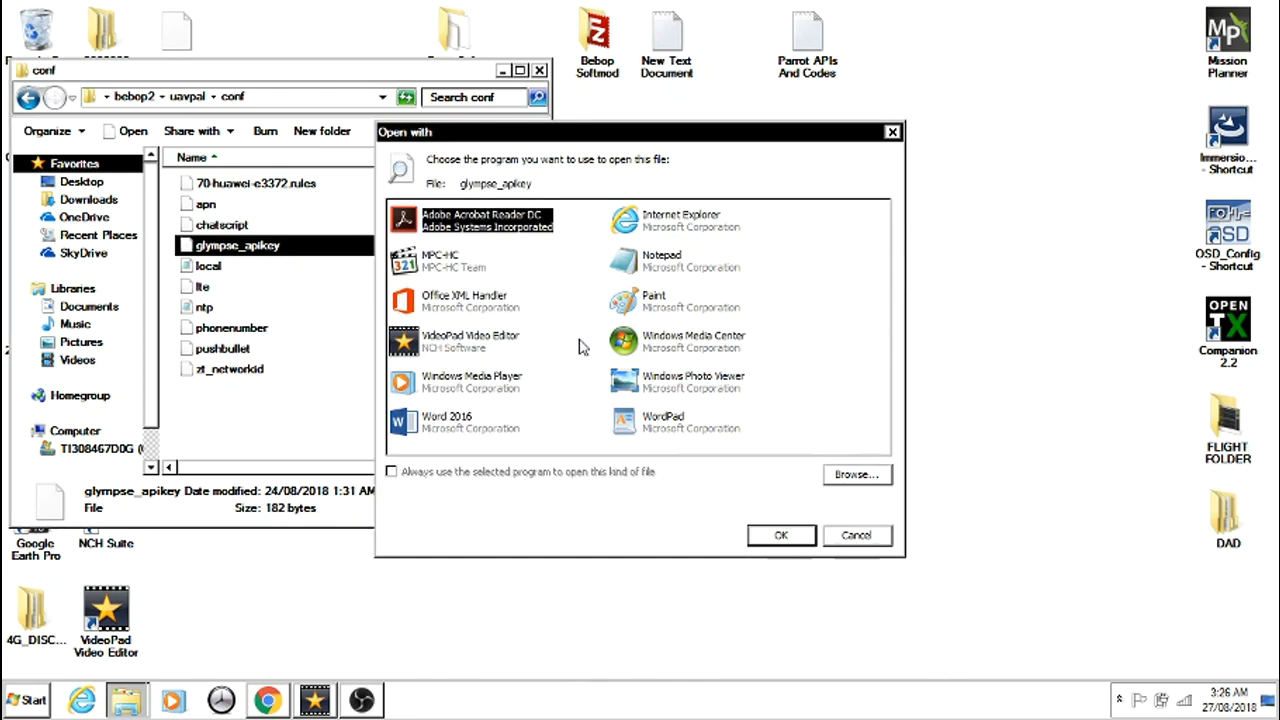 Bebop
Softmod
New Text
Document
Parrot APIs
And Codes
Mission
Planner
conf
bebop2
uavpal
conf
Search conf
Organize
Open
Share with
Burn
New folder
Favorites
Desktop
Downloads
OneDrive
Recent Places
SkyDrive
Libraries
Documents
Music
Pictures
Videos
Homegroup
Computer
TI308467D0G (
Name
70-huawei-e3372.rules
apn
chatscript
glympse_apikey
local
lte
ntp
phonenumber
pushbullet
zt_networkid
glympse_apikey Date modified: 24/08/2018 1:31 AM
File
Size: 182 bytes
Open with
Choose the program you want to use to open this file:
File: glympse_apikey
Adobe Acrobat Reader DC
Adobe Systems Incorporated
Internet Explorer
Microsoft Corporation
MPC-HC
MPC-HC Team
Notepad
Microsoft Corporation
Office XML Handler
Microsoft Corporation
Paint
Microsoft Corporation
VideoPad Video Editor
NCH Software
Windows Media Center
Microsoft Corporation
Windows Media Player
Microsoft Corporation
Windows Photo Viewer
Microsoft Corporation
Word 2016
Microsoft Corporation
WordPad
Microsoft Corporation
Always use the selected program to open this kind of file
Browse...
OK
Cancel
Immersio...
- Shortcut
OSD
OSD_Config
- Shortcut
OPEN
TX
Companion
2.2
FLIGHT
FOLDER
DAD
Google
Earth Pro
NCH Suite
4G_DISC...
VideoPad
Video Editor
Start
3:26 AM
27/08/2018